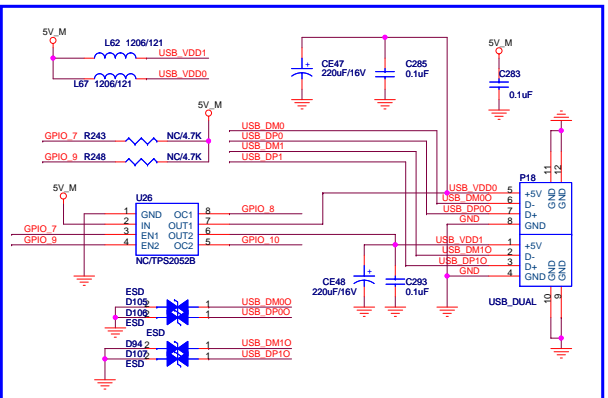 5V_M
L62 1206/121
USB_VDD1
USB_VDD0
L67 1206/121
CE47
220uF/16V
C285
0.1uF
5V_M
C283
0.1uF
5V_M
GPIO_7 R243 NC/4.7K
GPIO_9 R248 NC/4.7K
USB_DM0
USB_DP0
USB_DM1
USB_DP1
5V_M
U26
1 GND OC1 8 GPIO_8
2 IN OUT1 7
GPIO_7 3 EN1 OUT2 6
GPIO_9 4 EN2 OC2 5 GPIO_10
NC/TPS2052B
P18
11 12
GND GND
USB_VDD0 5 +5V
USB_DM0O 6 D-
USB_DP0O 7 D+
GND 8 GND
USB_VDD1 1 +5V
USB_DM1O 2 D-
USB_DP1O 3 D+
GND 4 GND
GND GND
10 9
USB_DUAL
CE48
220uF/16V
C293
0.1uF
ESD
D105 2 1 USB_DM0O
D106 2 1 USB_DP0O
ESD
D94 2 1 USB_DM1O
D107 2 1 USB_DP1O
ESD